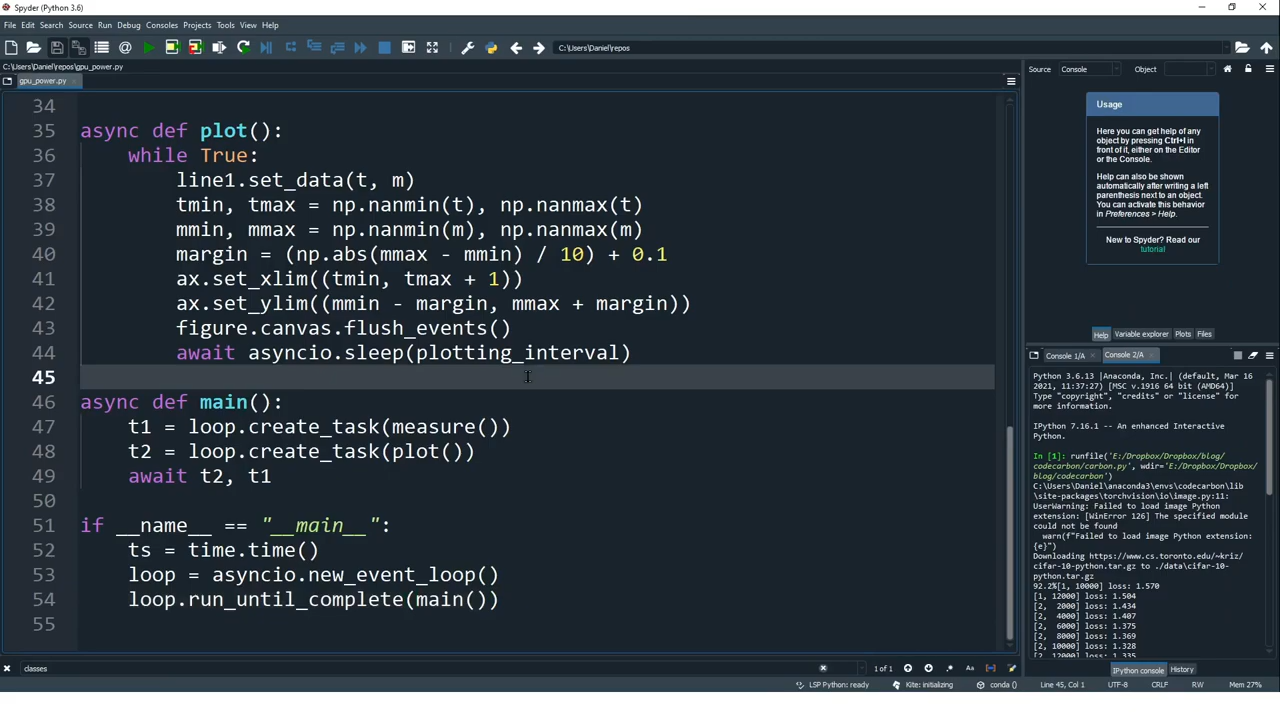 Spyder (Python 3.6)
File Edit Search Source Run Debug Consoles Projects Tools View Help
C:\Users\Daniel\repos
C:\Users\Daniel\repos\gpu_power.py
gpu_power.py
34
35 async def plot():
36 while True:
37 line1.set_data(t, m)
38 tmin, tmax = np.nanmin(t), np.nanmax(t)
39 mmin, mmax = np.nanmin(m), np.nanmax(m)
40 margin = (np.abs(mmax - mmin) / 10) + 0.1
41 ax.set_xlim((tmin, tmax + 1))
42 ax.set_ylim((mmin - margin, mmax + margin))
43 figure.canvas.flush_events()
44 await asyncio.sleep(plotting_interval)
45
46 async def main():
47 t1 = loop.create_task(measure())
48 t2 = loop.create_task(plot())
49 await t2, t1
50
51 if __name__ == "__main__":
52 ts = time.time()
53 loop = asyncio.new_event_loop()
54 loop.run_until_complete(main())
55
classes
1 of 1
Aa
Source Console Object
Usage
Here you can get help of any
object by pressing Ctrl+I in
front of it, either on the Editor
or the Console.
Help can also be shown
automatically after writing a left
parenthesis next to an object.
You can activate this behavior
in Preferences > Help.
New to Spyder? Read our
tutorial
Help Variable explorer Plots Files
Console 1/A Console 2/A
Python 3.6.13 |Anaconda, Inc.| (default, Mar 16
2021, 11:37:27) [MSC v.1916 64 bit (AMD64)]
Type "copyright", "credits" or "license" for
more information.
IPython 7.16.1 -- An enhanced Interactive
Python.
In [1]: runfile('E:/Dropbox/Dropbox/blog/
codecarbon/carbon.py', wdir='E:/Dropbox/Dropbox/
blog/codecarbon')
C:\Users\Daniel\anaconda3\envs\codecarbon\lib
\site-packages\torchvision\io\image.py:11:
UserWarning: Failed to load image Python
extension: [WinError 126] The specified module
could not be found
warn(f"Failed to load image Python extension:
{e}")
Downloading https://www.cs.toronto.edu/~kriz/
cifar-10-python.tar.gz to ./data\cifar-10-
python.tar.gz
92.2%[1, 10000] loss: 1.570
[1, 12000] loss: 1.504
[2, 2000] loss: 1.434
[2, 4000] loss: 1.407
[2, 6000] loss: 1.375
[2, 8000] loss: 1.369
[2, 10000] loss: 1.328
[2, 12000] loss: 1.335
IPython console History
LSP Python: ready Kite: initializing conda () Line 45, Col 1 UTF-8 CRLF RW Mem 27%